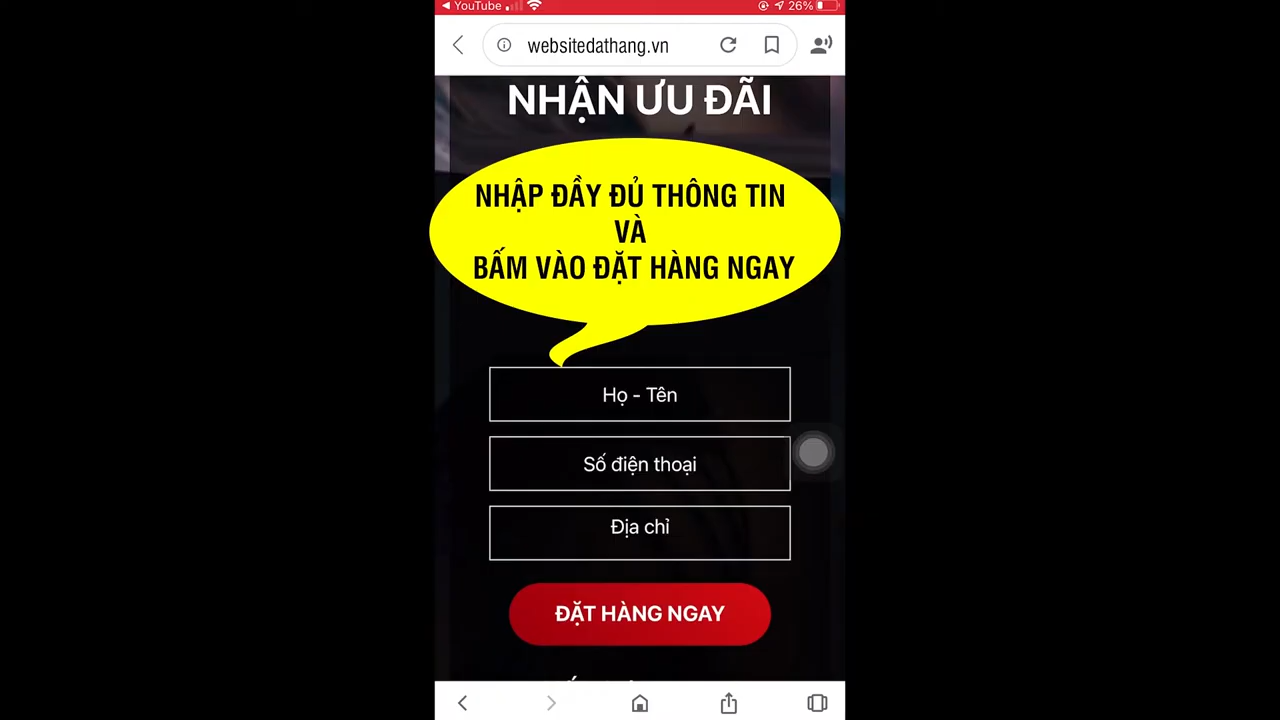 YouTube
26%
websitedathang.vn
NHẬN ƯU ĐÃI
NHẬP ĐẦY ĐỦ THÔNG TIN
VÀ
BẤM VÀO ĐẶT HÀNG NGAY
Họ - Tên
Số điện thoại
Địa chỉ
ĐẶT HÀNG NGAY